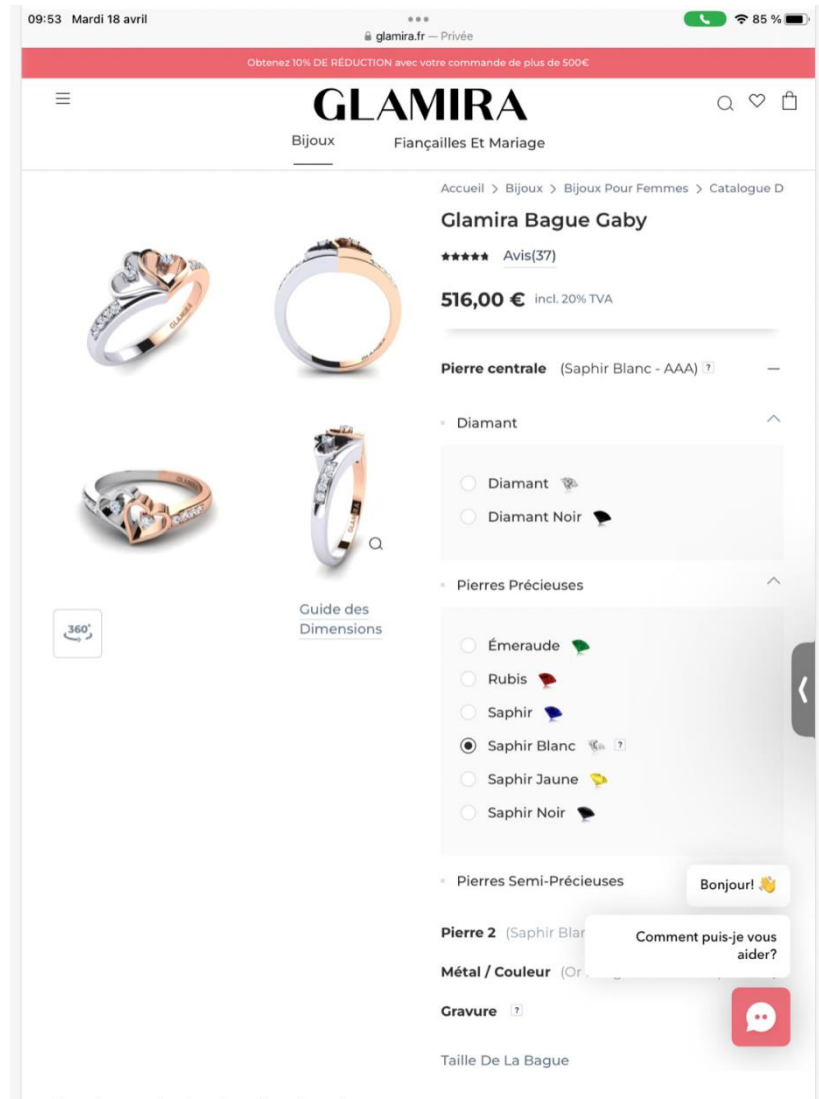 09:53 Mardi 18 avril
85 %
glamira.fr — Privée
Obtenez 10% DE RÉDUCTION avec votre commande de plus de 500€
GLAMIRA
Bijoux
Fiançailles Et Mariage
Accueil > Bijoux > Bijoux Pour Femmes > Catalogue D
Glamira Bague Gaby
Avis(37)
516,00 € incl. 20% TVA
Pierre centrale (Saphir Blanc - AAA) ?
Diamant
Diamant
Diamant Noir
Pierres Précieuses
Émeraude
Rubis
Saphir
Saphir Blanc ?
Saphir Jaune
Saphir Noir
Pierres Semi-Précieuses
Pierre 2 (Saphir Blan
Métal / Couleur (Or
Gravure ?
Taille De La Bague
GLAMIRA
GLAMIRA
GLAMIRA
Guide des
Dimensions
360°
Bonjour! 👋
Comment puis-je vous
aider?